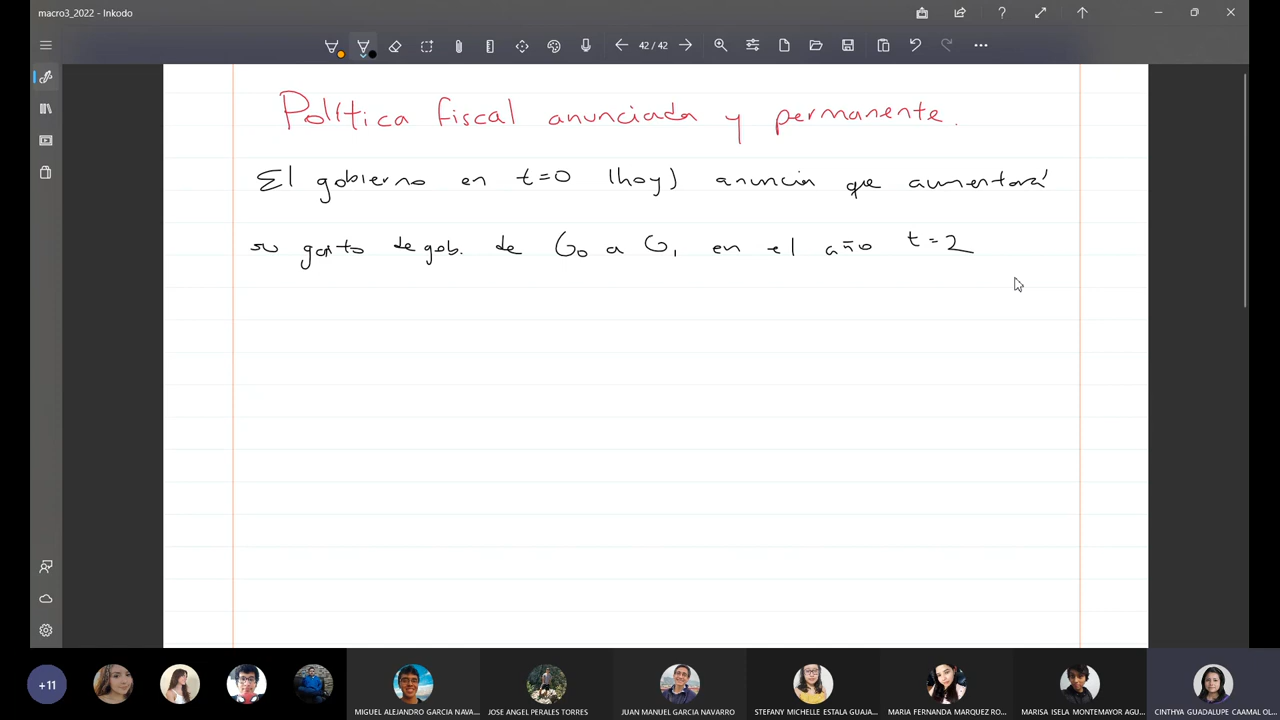 macro3_2022 - Inkodo
42 / 42
Política fiscal anunciada y permanente.
El gobierno en t=0 (hoy) anuncia que aumentará
su gasto de gob. de G₀ a G₁ en el año t=2
+11
MIGUEL ALEJANDRO GARCIA NAVA...
JOSE ANGEL PERALES TORRES
JUAN MANUEL GARCIA NAVARRO
STEFANY MICHELLE ESTALA GUAJA...
MARIA FERNANDA MARQUEZ RO...
MARISA ISELA MONTEMAYOR AGU...
CINTHYA GUADALUPE CAAMAL OL...